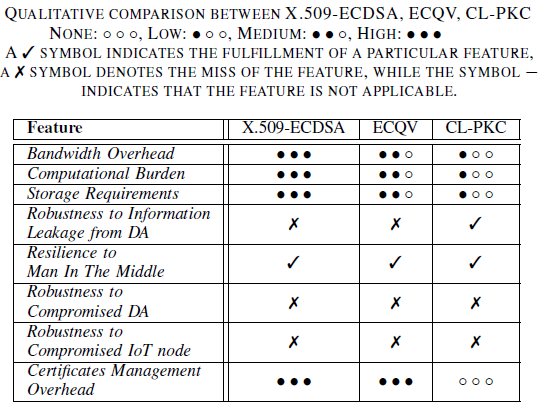 QUALITATIVE COMPARISON BETWEEN X.509-ECDSA, ECQV, CL-PKC
NONE: ○ ○ ○, LOW: ● ○ ○, MEDIUM: ● ● ○, HIGH: ● ● ●
A ✓ SYMBOL INDICATES THE FULFILLMENT OF A PARTICULAR FEATURE,
A ✗ SYMBOL DENOTES THE MISS OF THE FEATURE, WHILE THE SYMBOL −
INDICATES THAT THE FEATURE IS NOT APPLICABLE.
Feature X.509-ECDSA ECQV CL-PKC
Bandwidth Overhead ● ● ● ● ● ○ ● ○ ○
Computational Burden ● ● ● ● ● ○ ● ○ ○
Storage Requirements ● ● ● ● ● ○ ● ○ ○
Robustness to Information
Leakage from DA ✗ ✗ ✓
Resilience to
Man In The Middle ✓ ✓ ✓
Robustness to
Compromised DA ✗ ✗ ✗
Robustness to
Compromised IoT node ✗ ✗ ✗
Certificates Management
Overhead ● ● ● ● ● ● ○ ○ ○